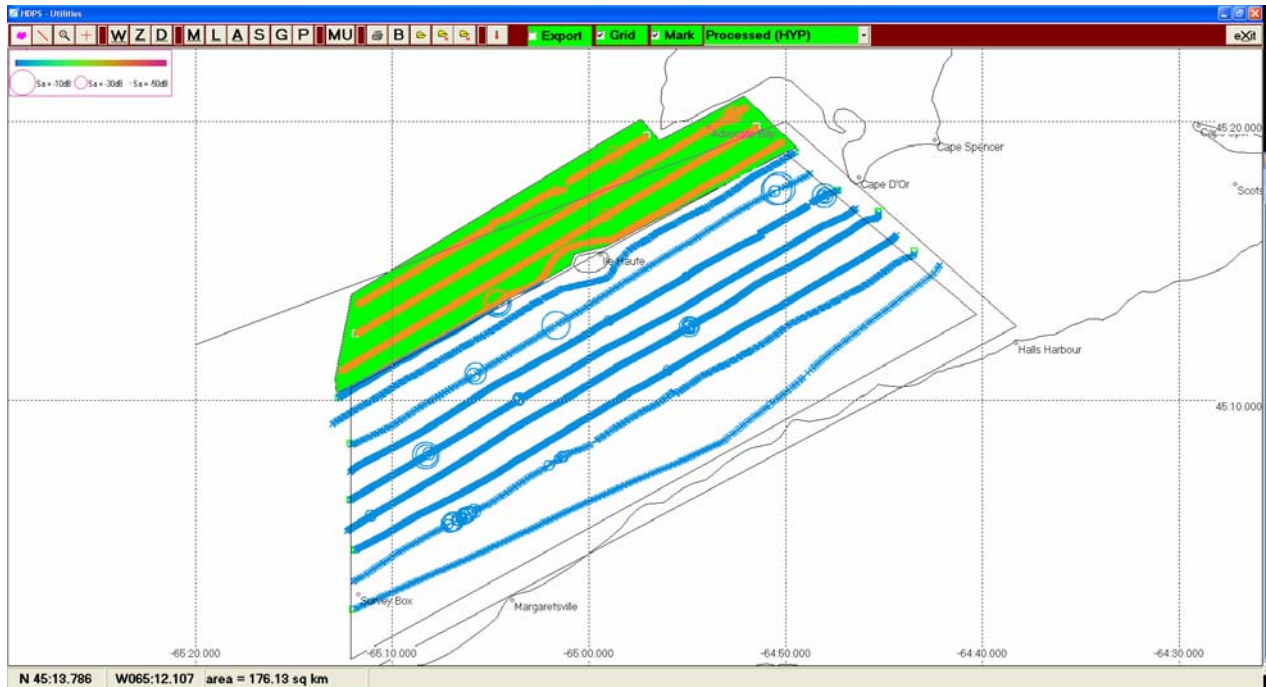 HDPS - Utilities
W Z D M L A S G P MU B I Export Grid Mark Processed (HYP) eXit
Sa = -10dB Sa = -30dB Sa = -50dB
45:20.000
Advocate Bay
Cape Spencer
Cape D'Or
Scots
Ile Haute
Halls Harbour
45:10.000
Survey Box
Margaretsville
-65:20.000 -65:10.000 -65:00.000 -64:50.000 -64:40.000 -64:30.000
N 45:13.786 W065:12.107 area = 176.13 sq km